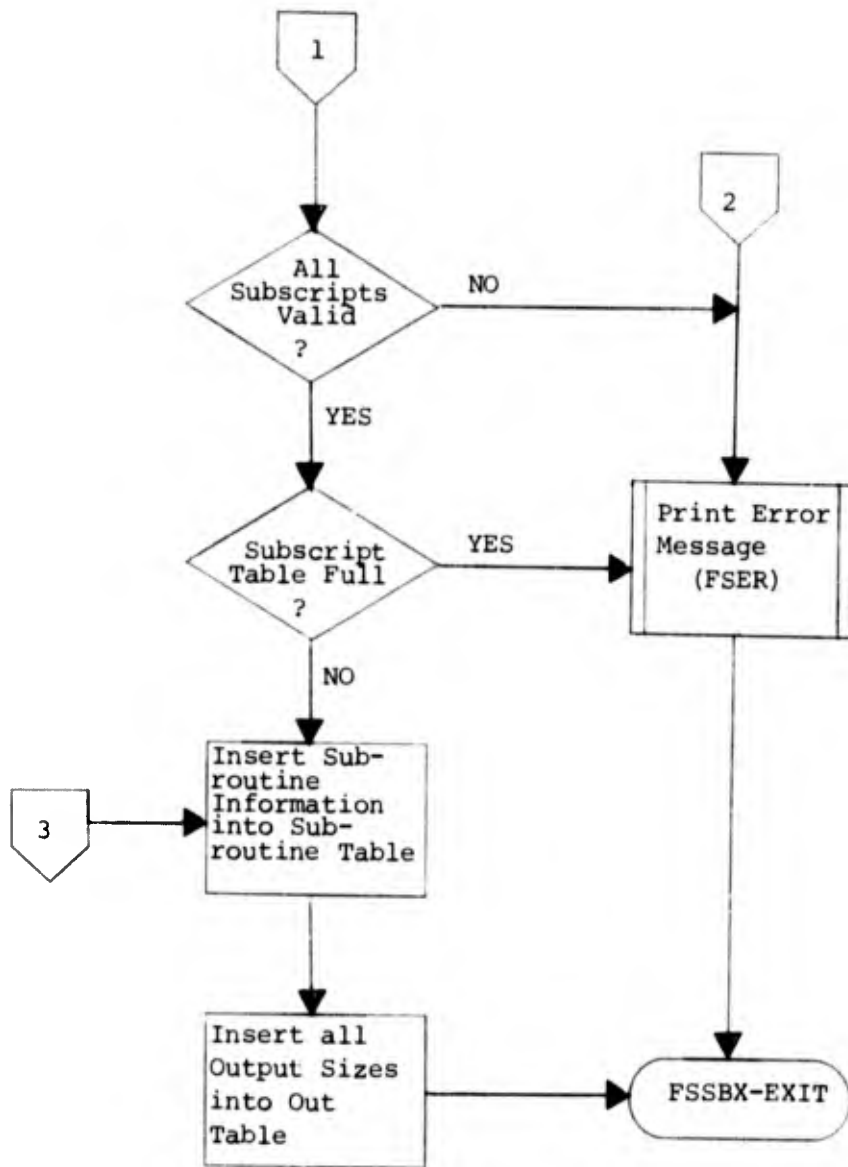 1
2
All
Subscripts
Valid
?
NO
YES
Subscript
Table Full
?
YES
NO
Print Error
Message
(FSER)
3
Insert Sub-
routine
Information
into Sub-
routine Table
Insert all
Output Sizes
into Out
Table
FSSBX-EXIT